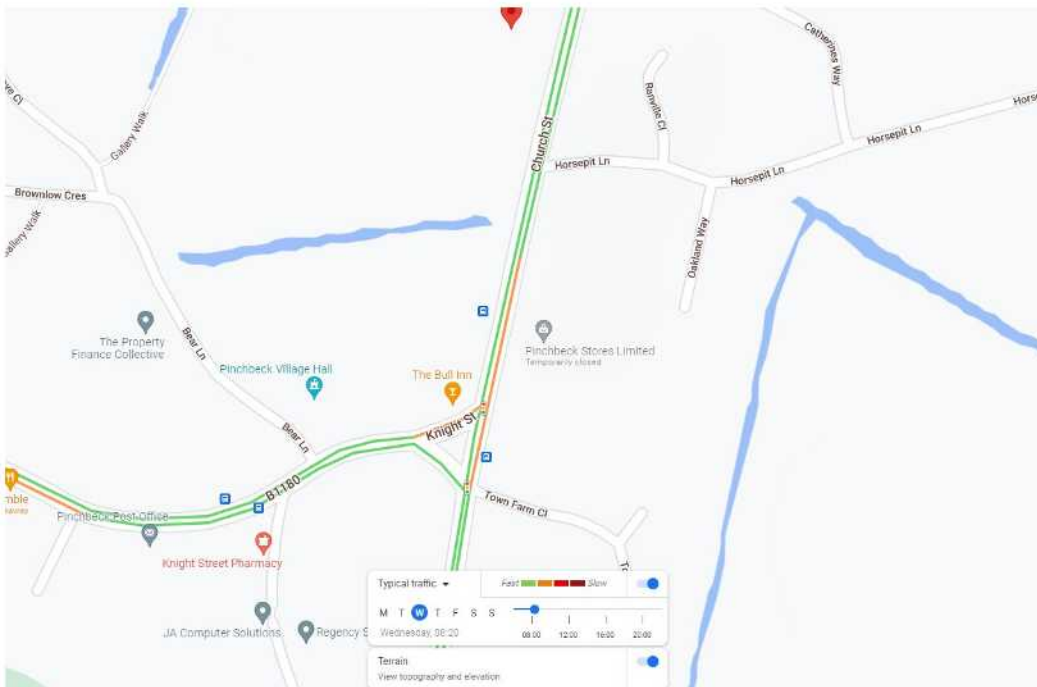 Catherines Way
Ranville Cl
Gallery Walk
Church St
Horsepit Ln
Horsepit Ln
Horsepit Ln
Brownlow Cres
Oakland Way
The Property
Finance Collective
Bear Ln
Pinchbeck Stores Limited
Temporarily closed
Pinchbeck Village Hall
The Bull Inn
Knight St
Bear Ln
B1180
Town Farm Cl
Pinchbeck Post Office
Knight Street Pharmacy
JA Computer Solutions
Typical traffic
Fast
Slow
M T W T F S S
Wednesday, 08:20
08:00 12:00 16:00 20:00
Terrain
View topography and elevation